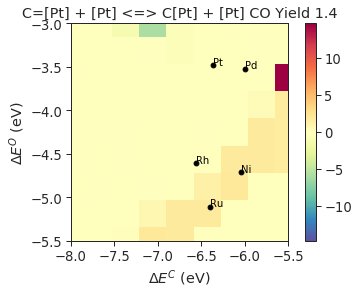 C=[Pt] + [Pt] <=> C[Pt] + [Pt] CO Yield 1.4
−3.0
−3.5
−4.0
−4.5
−5.0
−5.5
ΔE^O (eV)
Pt
Pd
Rh
Ni
Ru
−8.0 −7.5 −7.0 −6.5 −6.0 −5.5
ΔE^C (eV)
10
5
0
−5
−10